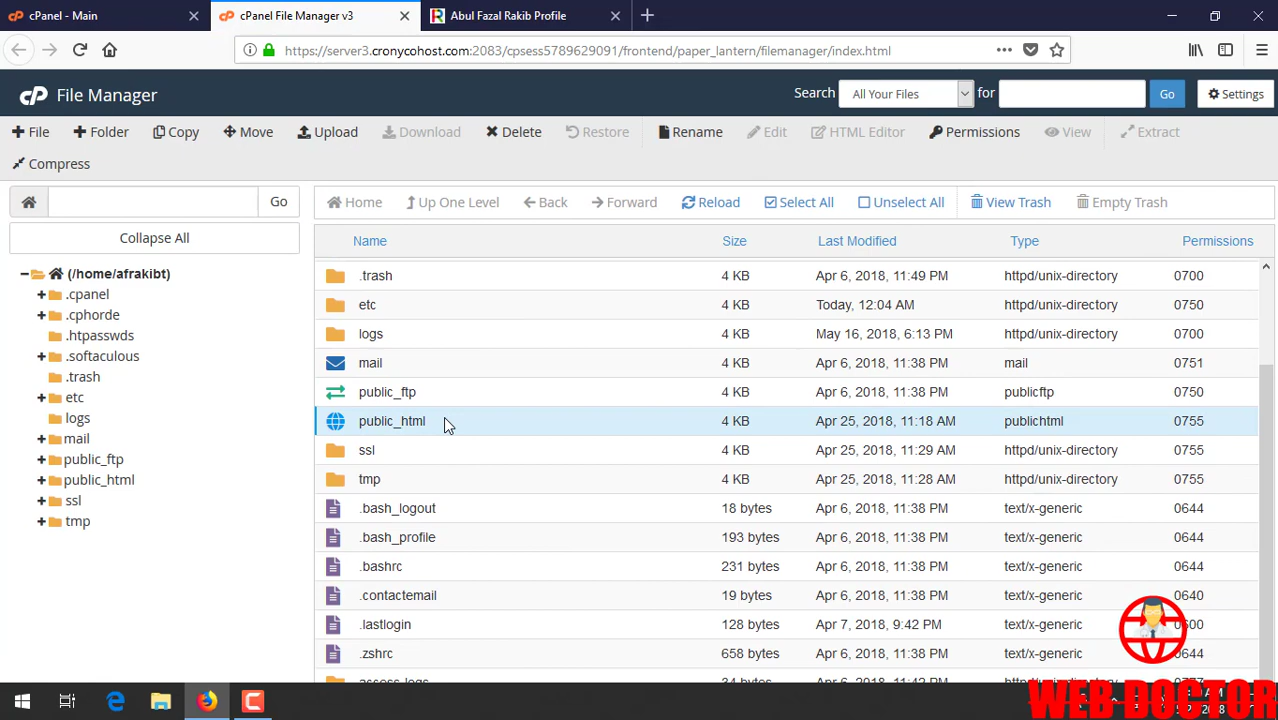 cPanel - Main
cPanel File Manager v3
Abul Fazal Rakib Profile
https://server3.cronycohost.com:2083/cpsess5789629091/frontend/paper_lantern/filemanager/index.html
cP File Manager
Search All Your Files for Go Settings
File Folder Copy Move Upload Download Delete Restore Rename Edit HTML Editor Permissions View Extract
Compress
Go
Home Up One Level Back Forward Reload Select All Unselect All View Trash Empty Trash
Collapse All
(/home/afrakibt)
.cpanel
.cphorde
.htpasswds
.softaculous
.trash
etc
logs
mail
public_ftp
public_html
ssl
tmp
Name Size Last Modified Type Permissions
.trash 4 KB Apr 6, 2018, 11:49 PM httpd/unix-directory 0700
etc 4 KB Today, 12:04 AM httpd/unix-directory 0750
logs 4 KB May 16, 2018, 6:13 PM httpd/unix-directory 0700
mail 4 KB Apr 6, 2018, 11:38 PM mail 0751
public_ftp 4 KB Apr 6, 2018, 11:38 PM publicftp 0750
public_html 4 KB Apr 25, 2018, 11:18 AM publichtml 0755
ssl 4 KB Apr 25, 2018, 11:29 AM httpd/unix-directory 0755
tmp 4 KB Apr 25, 2018, 11:28 AM httpd/unix-directory 0755
.bash_logout 18 bytes Apr 6, 2018, 11:38 PM text/x-generic 0644
.bash_profile 193 bytes Apr 6, 2018, 11:38 PM text/x-generic 0644
.bashrc 231 bytes Apr 6, 2018, 11:38 PM text/x-generic 0644
.contactemail 19 bytes Apr 6, 2018, 11:38 PM text/x-generic 0640
.lastlogin 128 bytes Apr 7, 2018, 9:42 PM text/x-generic 0600
.zshrc 658 bytes Apr 6, 2018, 11:38 PM text/x-generic 0644
WEB DOCTOR